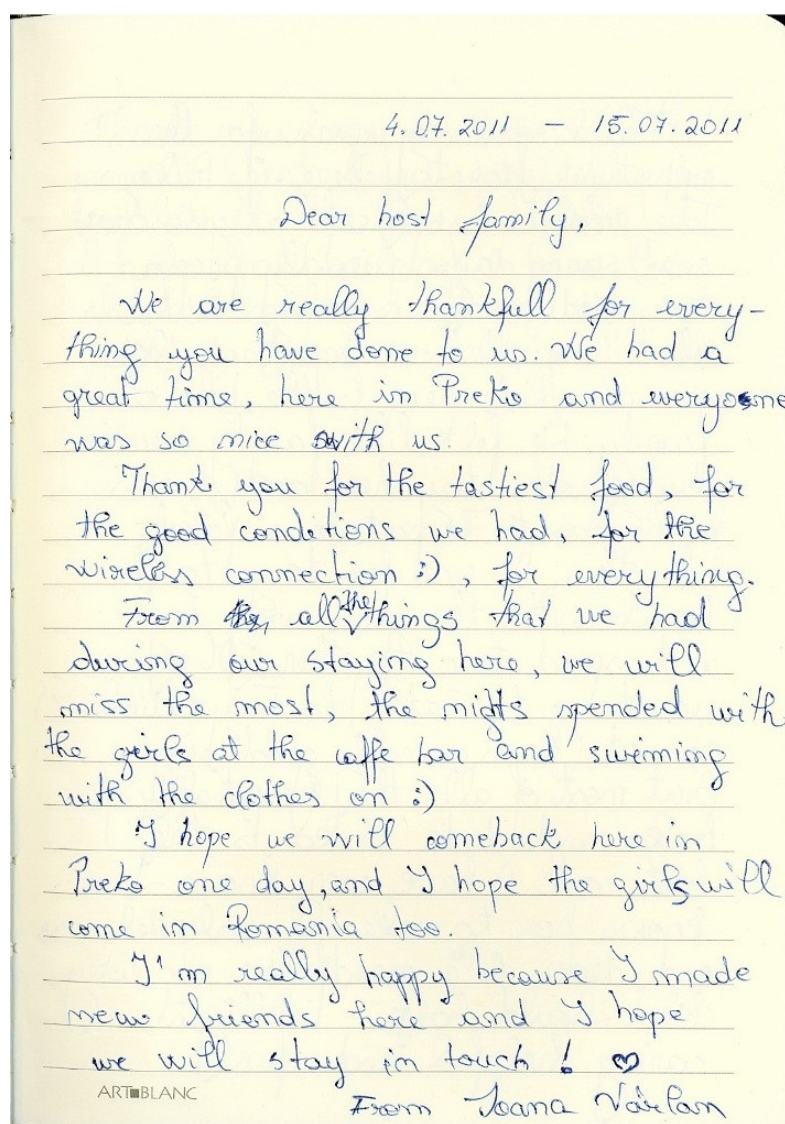 4.07.2011 — 15.07.2011
Dear host family,
We are really thankfull for every-
thing you have done to us. We had a
great time, here in Preko and everyone
was so nice with us.
Thank you for the tastiest food, for
the good conditions we had, for the
wireless connection :), for everything.
From all the things that we had
during our staying here, we will
miss the most, the nights spended with
the girls at the caffe bar and swimming
with the clothes on :)
I hope we will comeback here in
Preko one day, and I hope the girls will
come in Romania too.
I'm really happy because I made
new friends here and I hope
we will stay in touch! ♡
ART■BLANC
From Ioana Vârlan